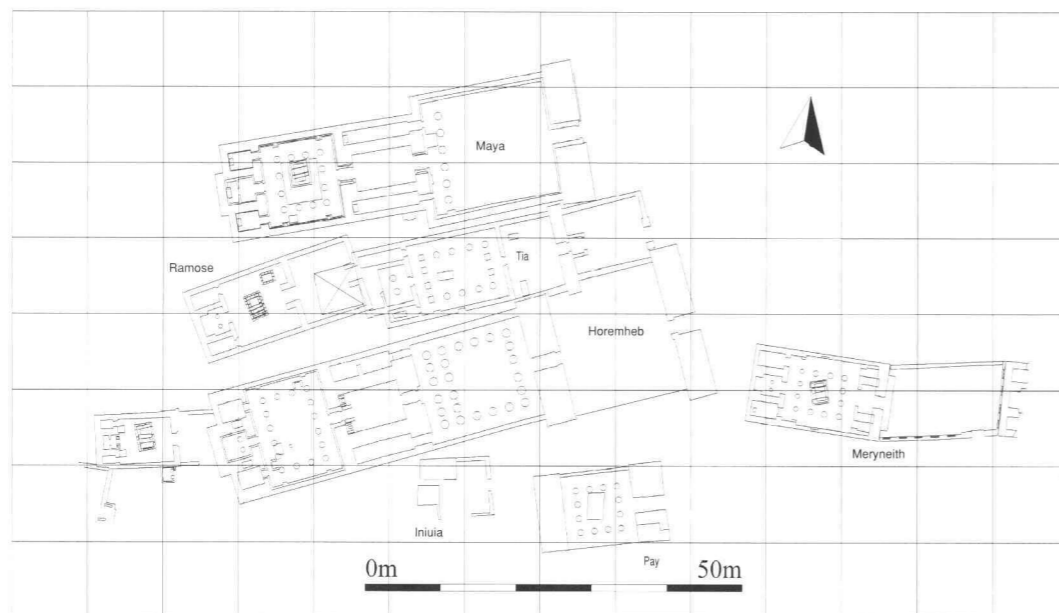 Maya
Ramose
Tia
Horemheb
Meryneith
Iniuia
Pay
0m 50m